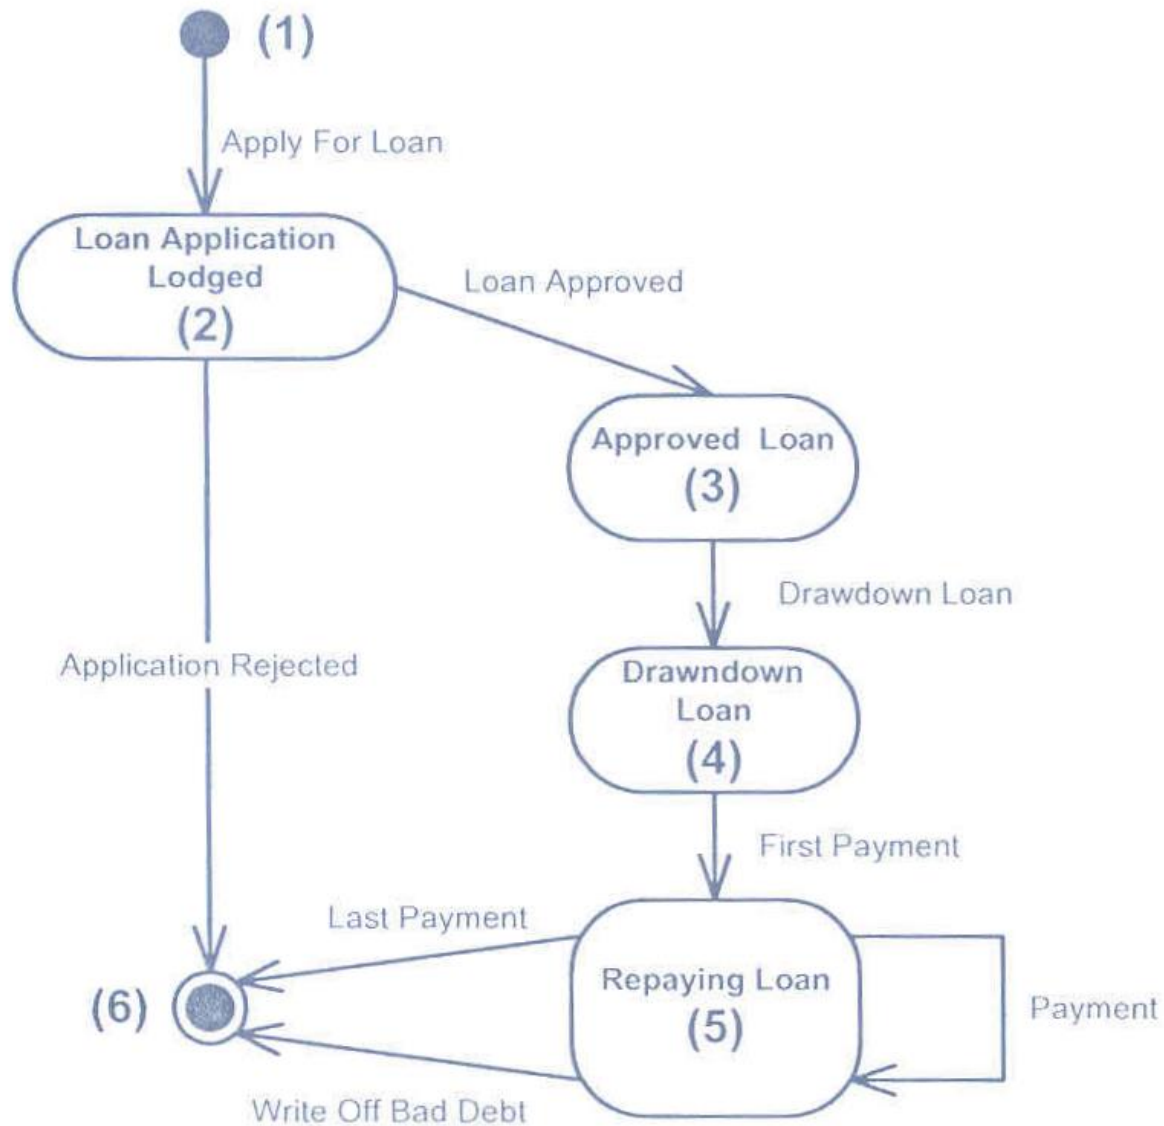 (1)
Apply For Loan
Loan Application
Lodged
(2)
Loan Approved
Approved Loan
(3)
Drawdown Loan
Application Rejected
Drawndown
Loan
(4)
First Payment
Last Payment
Repaying Loan
(5)
(6)
Payment
Write Off Bad Debt